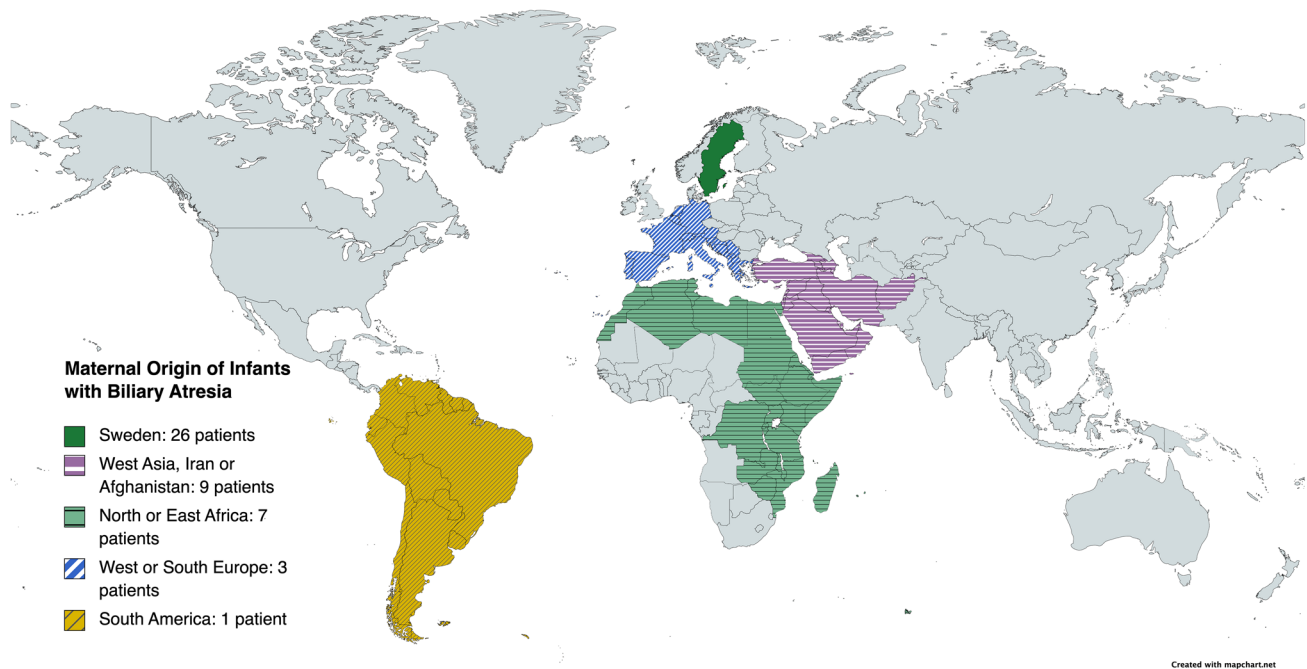 Maternal Origin of Infants
with Biliary Atresia
Sweden: 26 patients
West Asia, Iran or
Afghanistan: 9 patients
North or East Africa: 7
patients
West or South Europe: 3
patients
South America: 1 patient
Created with mapchart.net